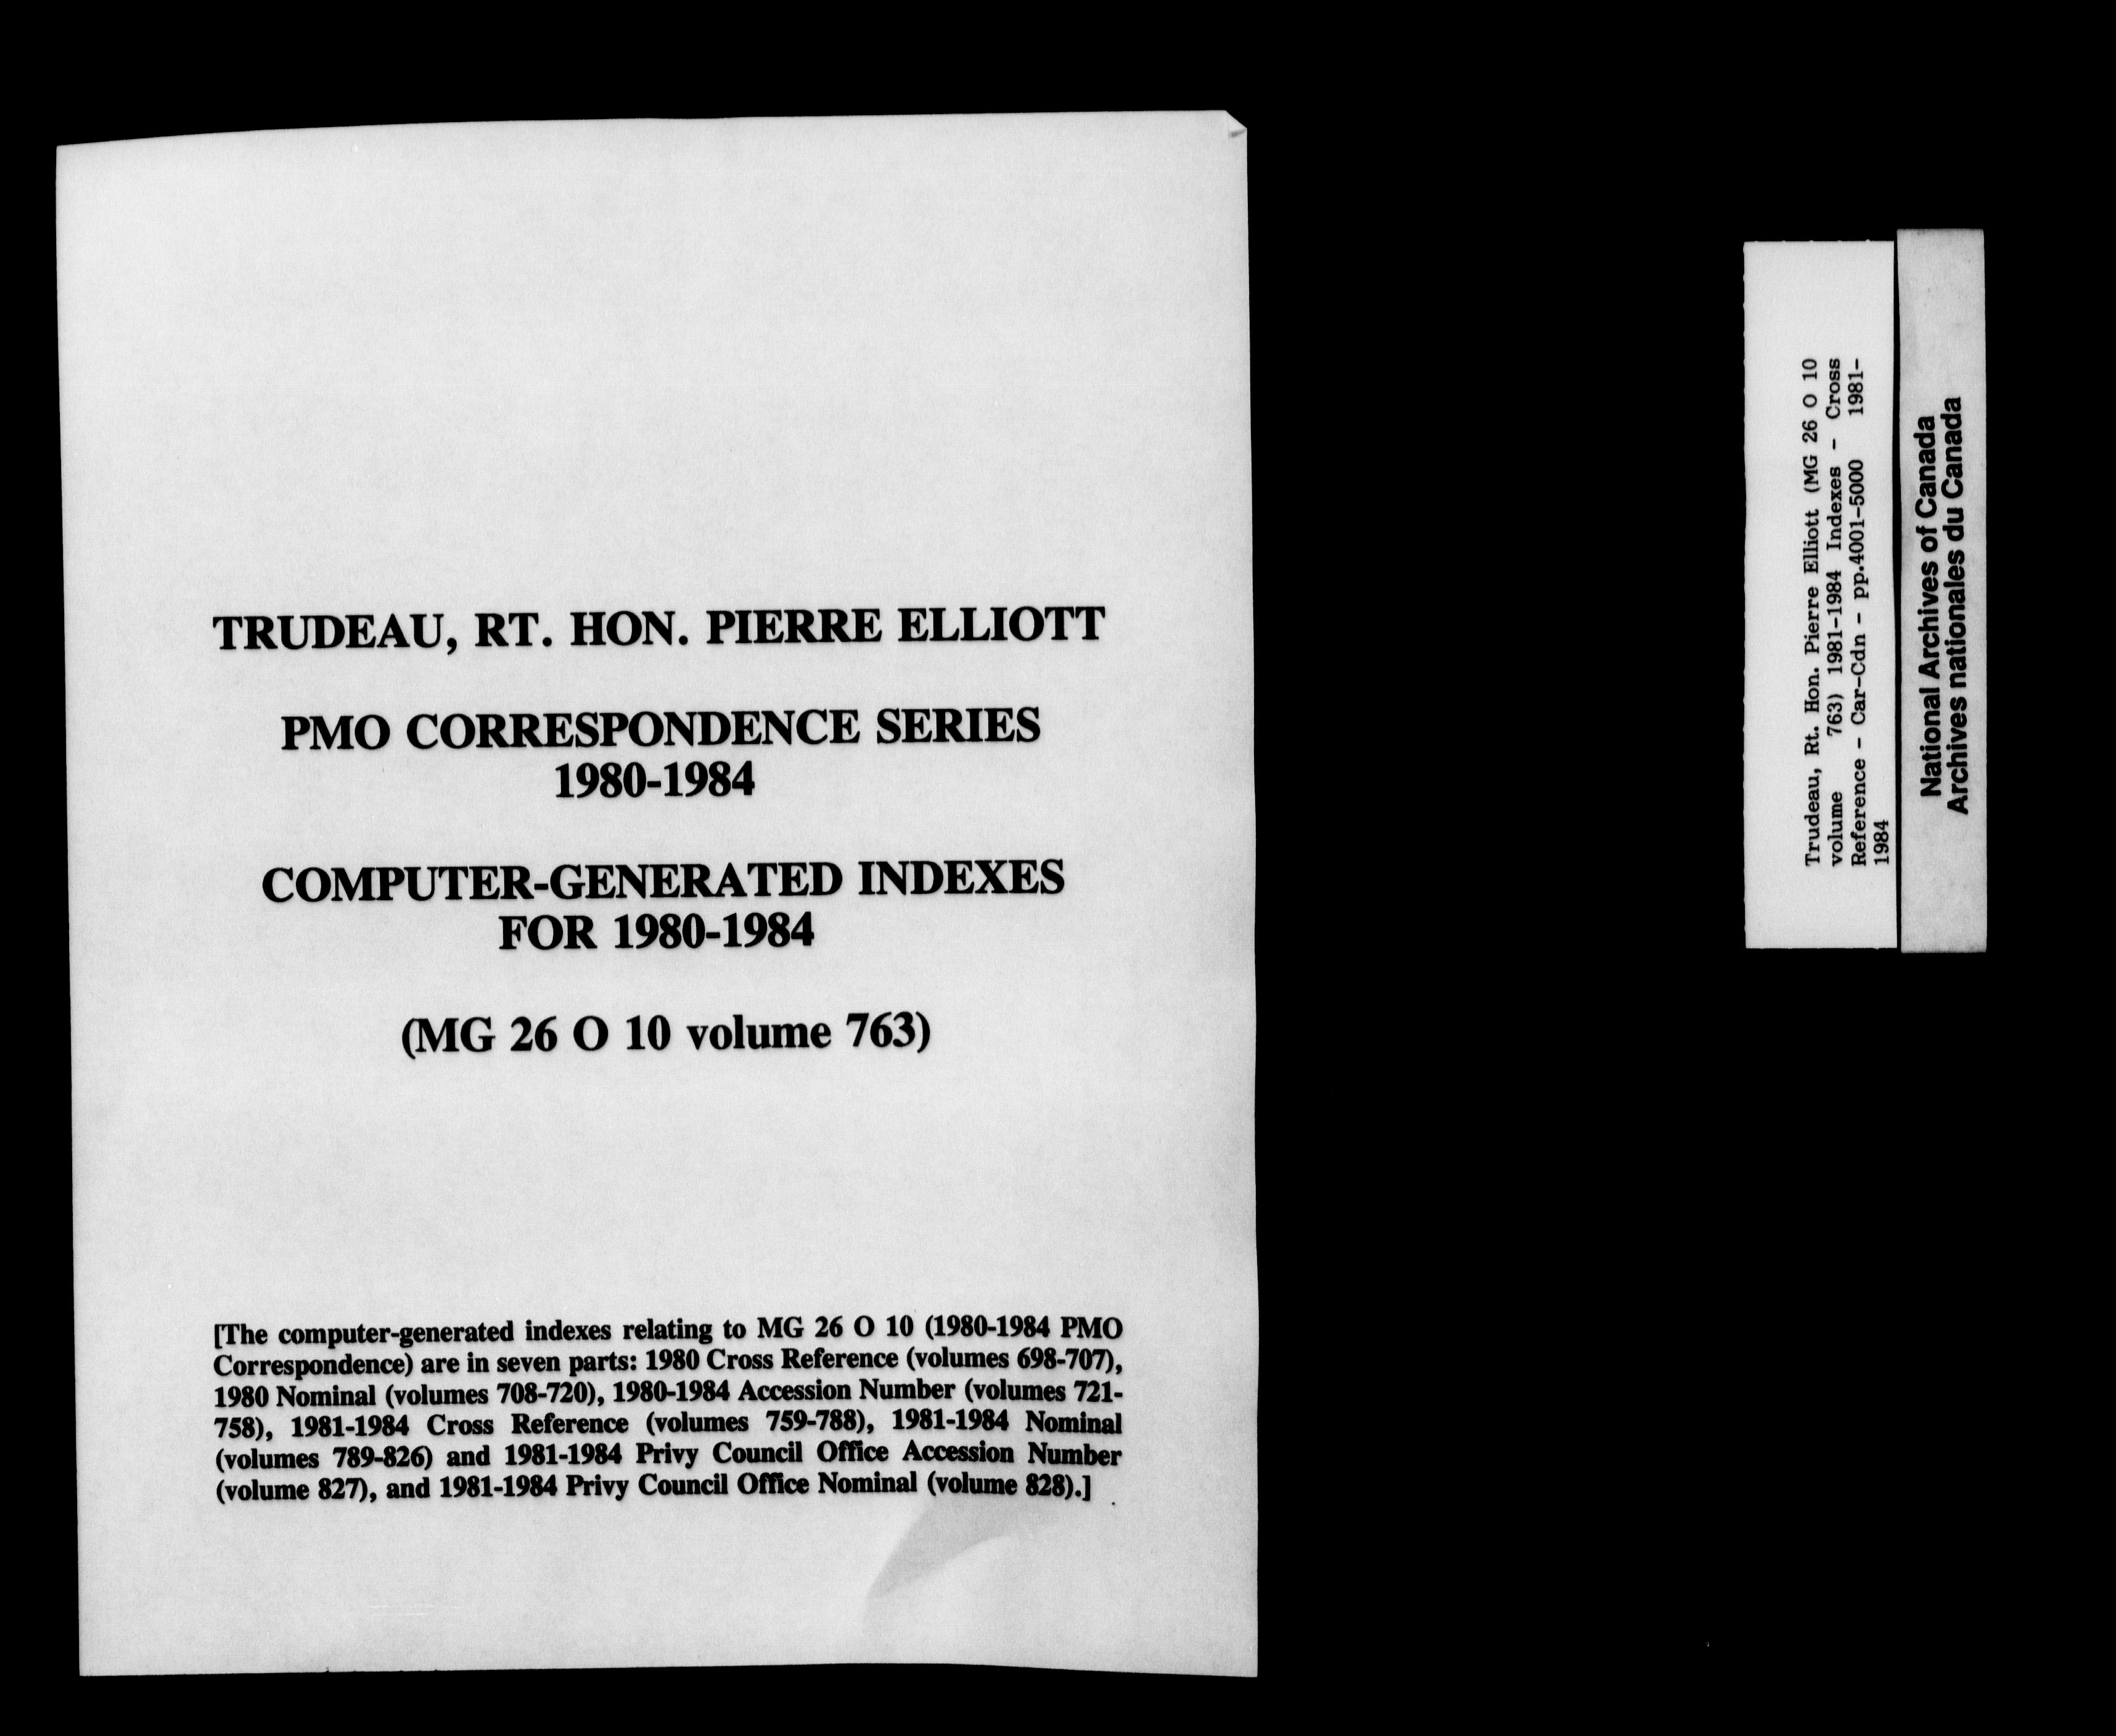 TRUDEAU, RT. HON. PIERRE ELLIOTT
PMO CORRESPONDENCE SERIES
1980-1984
COMPUTER-GENERATED INDEXES
FOR 1980-1984
(MG 26 O 10 volume 763)
[The computer-generated indexes relating to MG 26 O 10 (1980-1984 PMO
Correspondence) are in seven parts: 1980 Cross Reference (volumes 698-707),
1980 Nominal (volumes 708-720), 1980-1984 Accession Number (volumes 721-
758), 1981-1984 Cross Reference (volumes 759-788), 1981-1984 Nominal
(volumes 789-826) and 1981-1984 Privy Council Office Accession Number
(volume 827), and 1981-1984 Privy Council Office Nominal (volume 828).]
Trudeau, Rt. Hon. Pierre Elliott (MG 26 O 10
volume 763) 1981-1984 Indexes - Cross
Reference - Car-Cdn - pp.4001-5000 1981-
1984
National Archives of Canada
Archives nationales du Canada